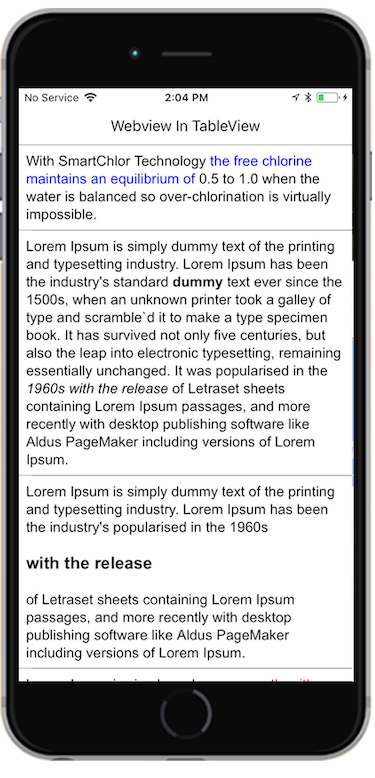 No Service 2:04 PM
Webview In TableView
With SmartChlor Technology the free chlorine
maintains an equilibrium of 0.5 to 1.0 when the
water is balanced so over-chlorination is virtually
impossible.
Lorem Ipsum is simply dummy text of the printing
and typesetting industry. Lorem Ipsum has been
the industry's standard dummy text ever since the
1500s, when an unknown printer took a galley of
type and scramble`d it to make a type specimen
book. It has survived not only five centuries, but
also the leap into electronic typesetting, remaining
essentially unchanged. It was popularised in the
1960s with the release of Letraset sheets
containing Lorem Ipsum passages, and more
recently with desktop publishing software like
Aldus PageMaker including versions of Lorem
Ipsum.
Lorem Ipsum is simply dummy text of the printing
and typesetting industry. Lorem Ipsum has been
the industry's popularised in the 1960s
with the release
of Letraset sheets containing Lorem Ipsum
passages, and more recently with desktop
publishing software like Aldus PageMaker
including versions of Lorem Ipsum.